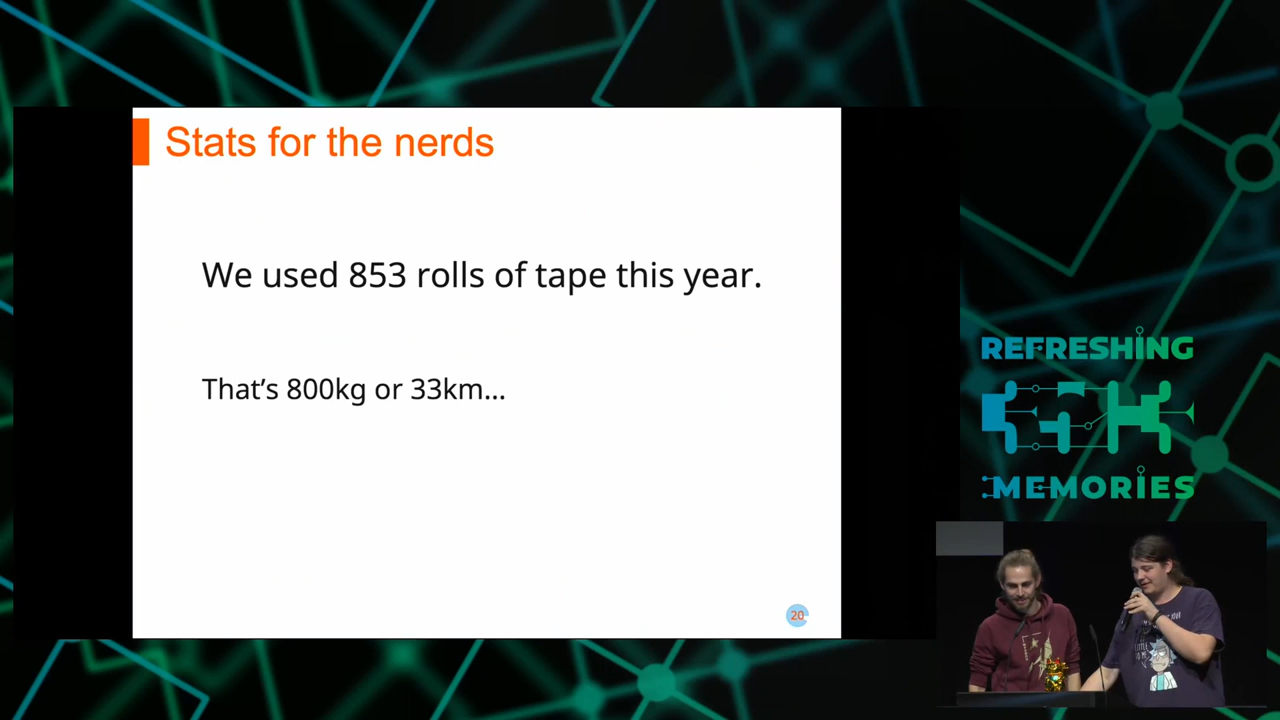 Stats for the nerds
We used 853 rolls of tape this year.
That's 800kg or 33km...
20
REFRESHING
MEMORIES